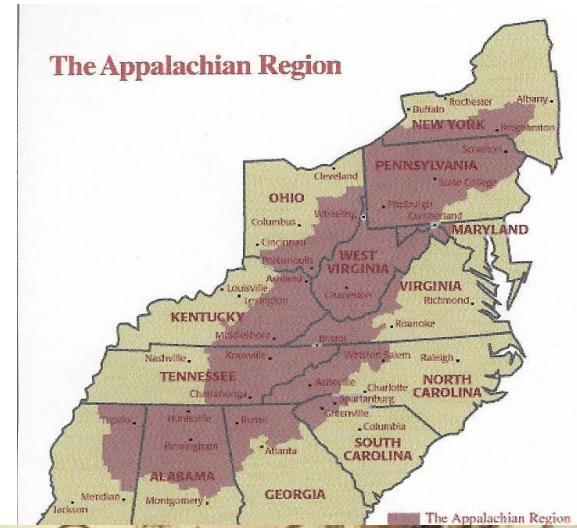 The Appalachian Region
Rochester
Albany
Buffalo
NEW YORK
Binghamton
Scranton
PENNSYLVANIA
Cleveland
State College
OHIO
Pittsburgh
Wheeling
Cumberland
Columbus
MARYLAND
Cincinnati
WEST
VIRGINIA
Portsmouth
Ashland
VIRGINIA
Louisville
Charleston
Lexington
Richmond
KENTUCKY
Roanoke
Middlesboro
Bristol
Nashville
Knoxville
Winston-Salem
Raleigh
TENNESSEE
Asheville
NORTH
CAROLINA
Charlotte
Chattanooga
Spartanburg
Greenville
Tupelo
Huntsville
Rome
Columbia
SOUTH
CAROLINA
Birmingham
Atlanta
ALABAMA
Meridian
Montgomery
GEORGIA
Jackson
The Appalachian Region